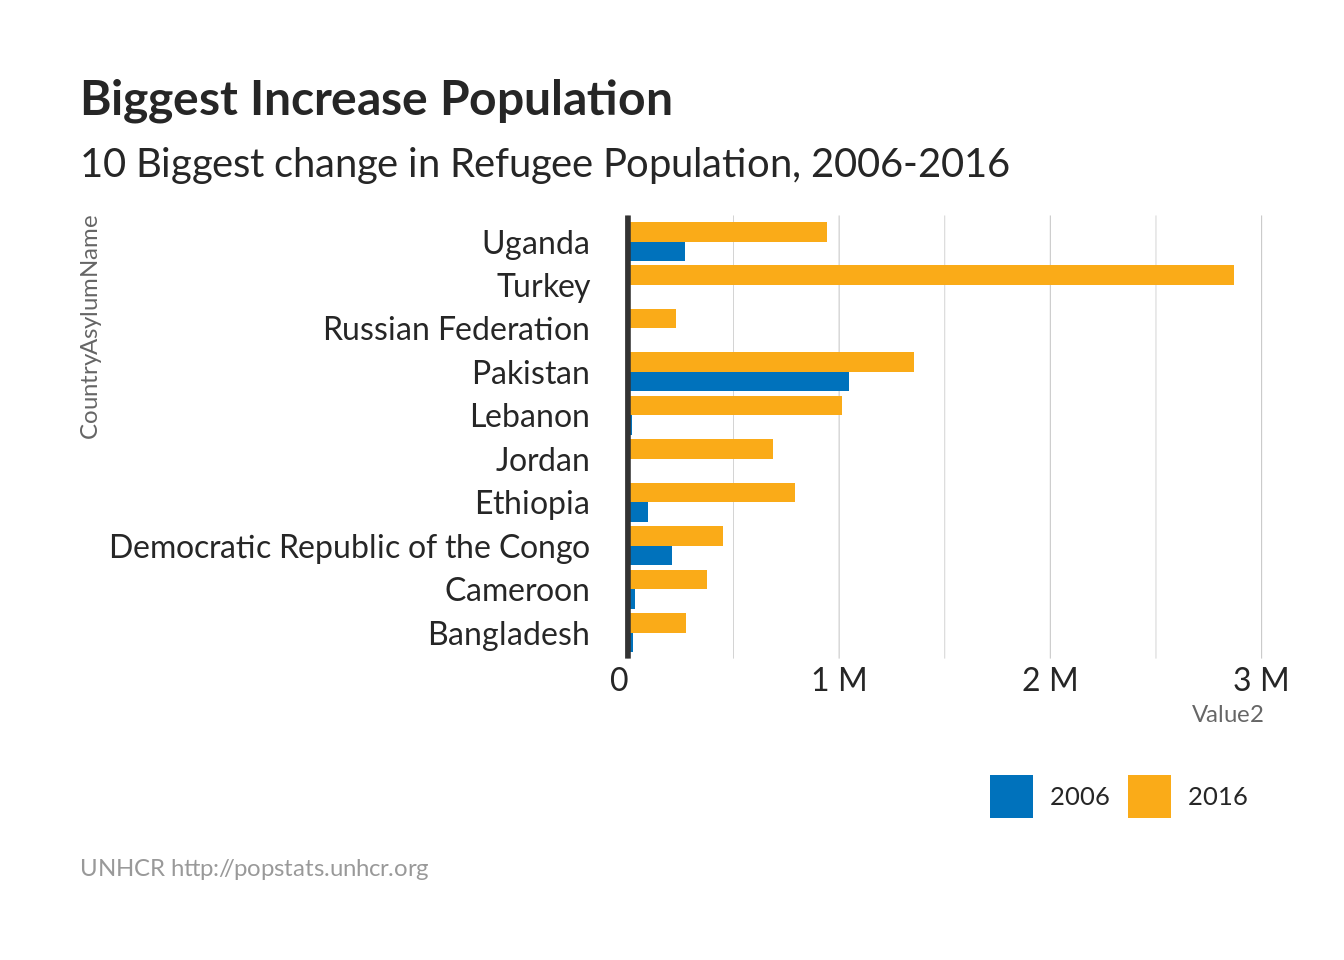 Biggest Increase Population
10 Biggest change in Refugee Population, 2006-2016
CountryAsylumName
Uganda
Turkey
Russian Federation
Pakistan
Lebanon
Jordan
Ethiopia
Democratic Republic of the Congo
Cameroon
Bangladesh
0 1 M 2 M 3 M
Value2
2006 2016
UNHCR http://popstats.unhcr.org